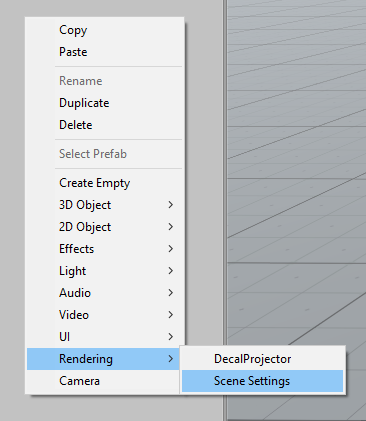 Copy
Paste
Rename
Duplicate
Delete
Select Prefab
Create Empty
3D Object
2D Object
Effects
Light
Audio
Video
UI
Rendering
DecalProjector
Camera
Scene Settings